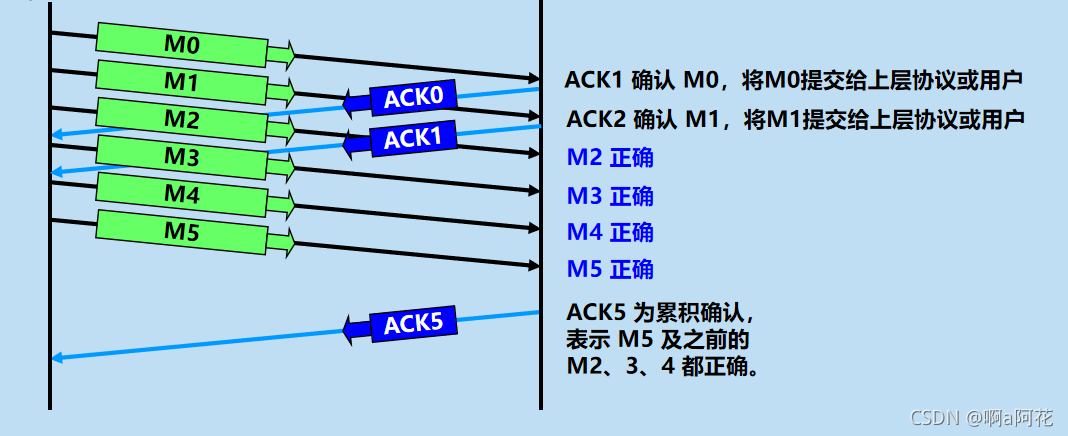 M0
M1
M2
M3
M4
M5
ACK0
ACK1
ACK5
ACK1 确认 M0，将M0提交给上层协议或用户
ACK2 确认 M1，将M1提交给上层协议或用户
M2 正确
M3 正确
M4 正确
M5 正确
ACK5 为累积确认，
表示 M5 及之前的
M2、3、4 都正确。
CSDN @啊a阿花